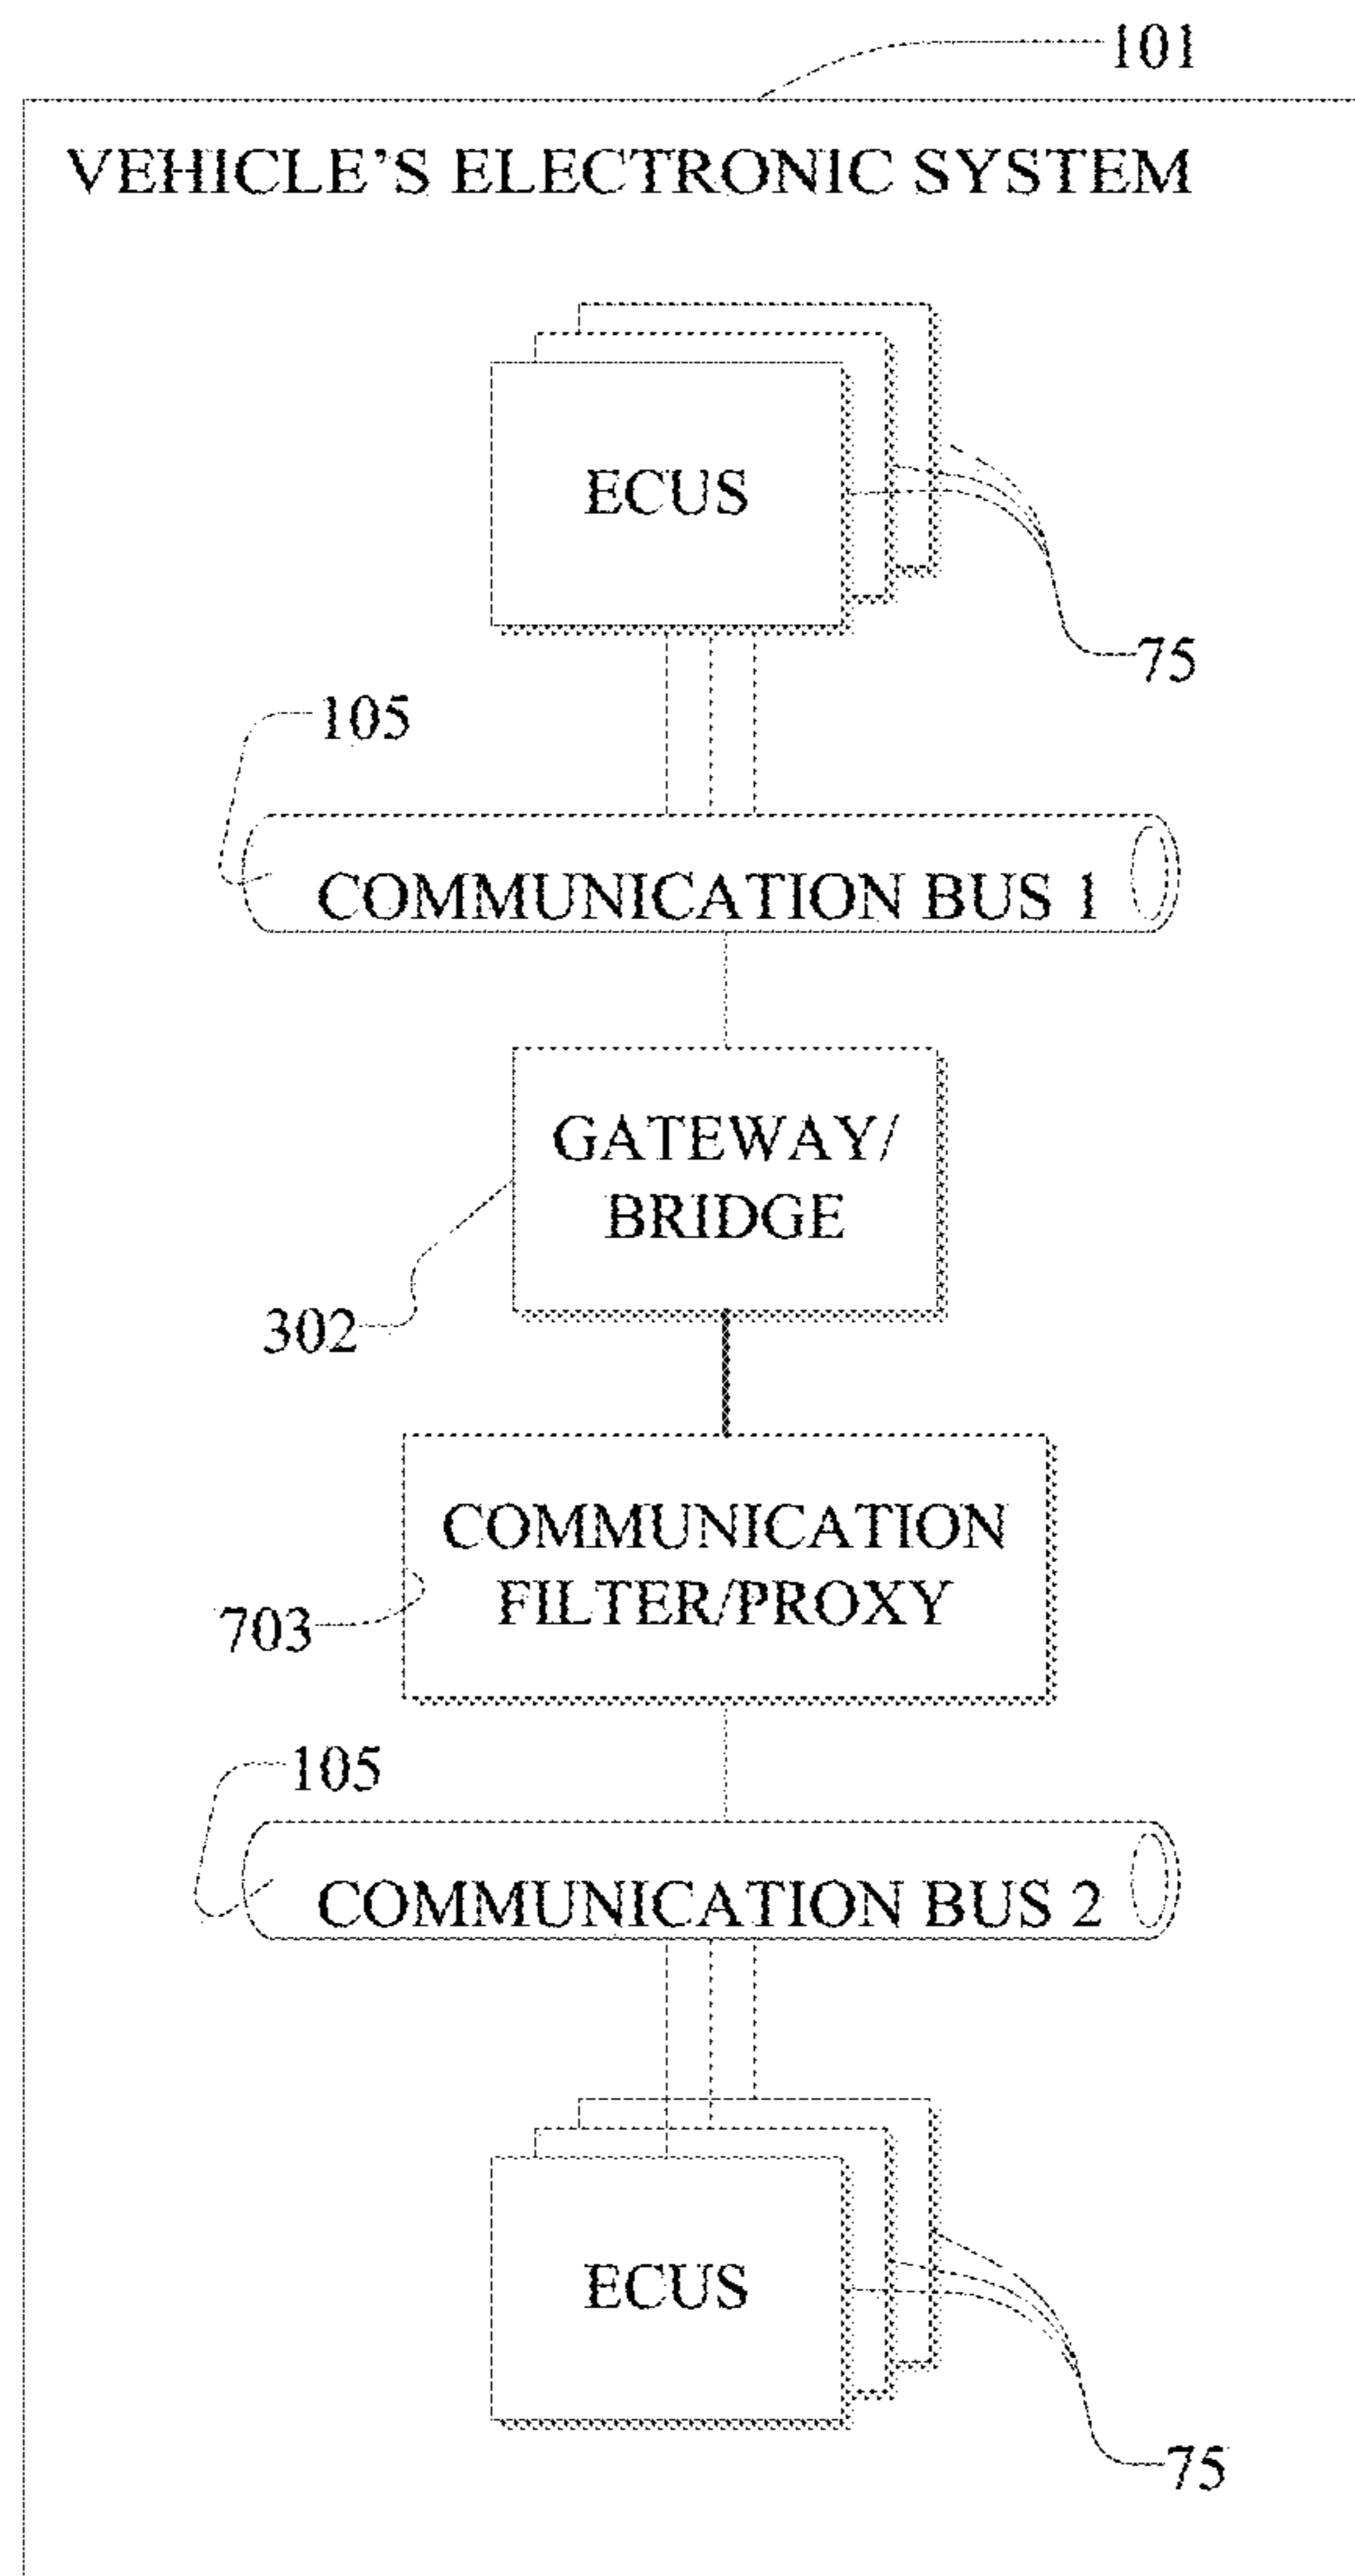 101
VEHICLE'S ELECTRONIC SYSTEM
ECUS
75
105
COMMUNICATION BUS 1
GATEWAY/
BRIDGE
302
COMMUNICATION
FILTER/PROXY
703
105
COMMUNICATION BUS 2
ECUS
75